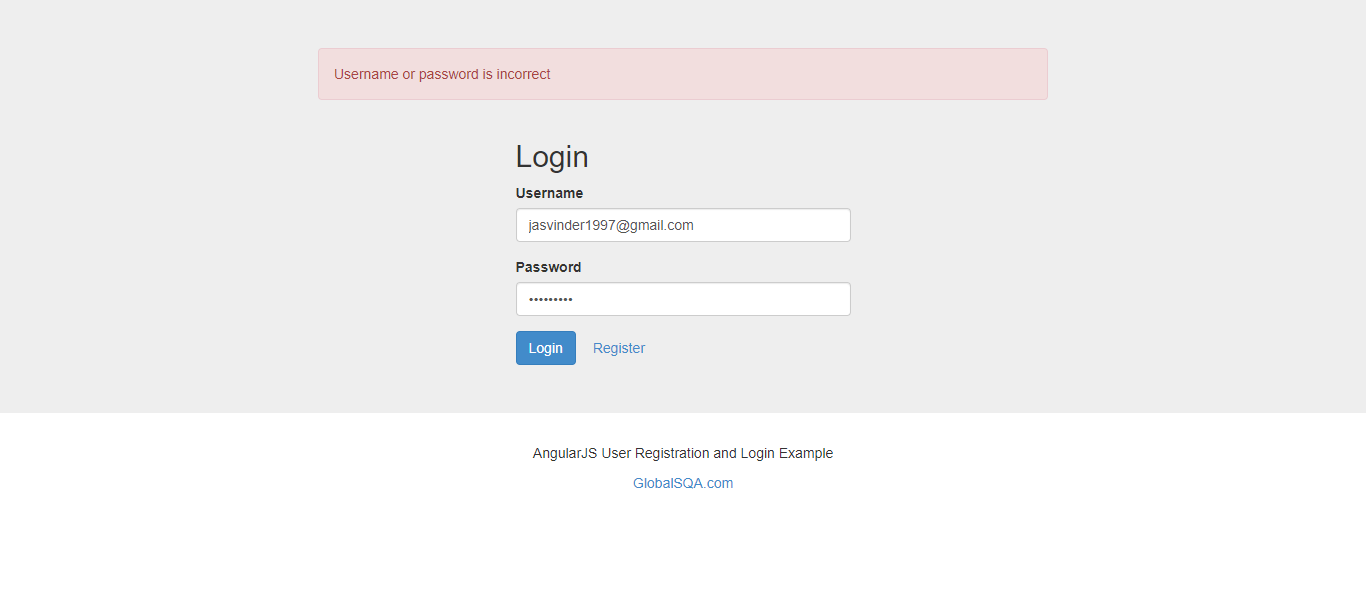 Username or password is incorrect
Login
Username
jasvinder1997@gmail.com
Password
•••••••••
Login Register
AngularJS User Registration and Login Example
GlobalSQA.com